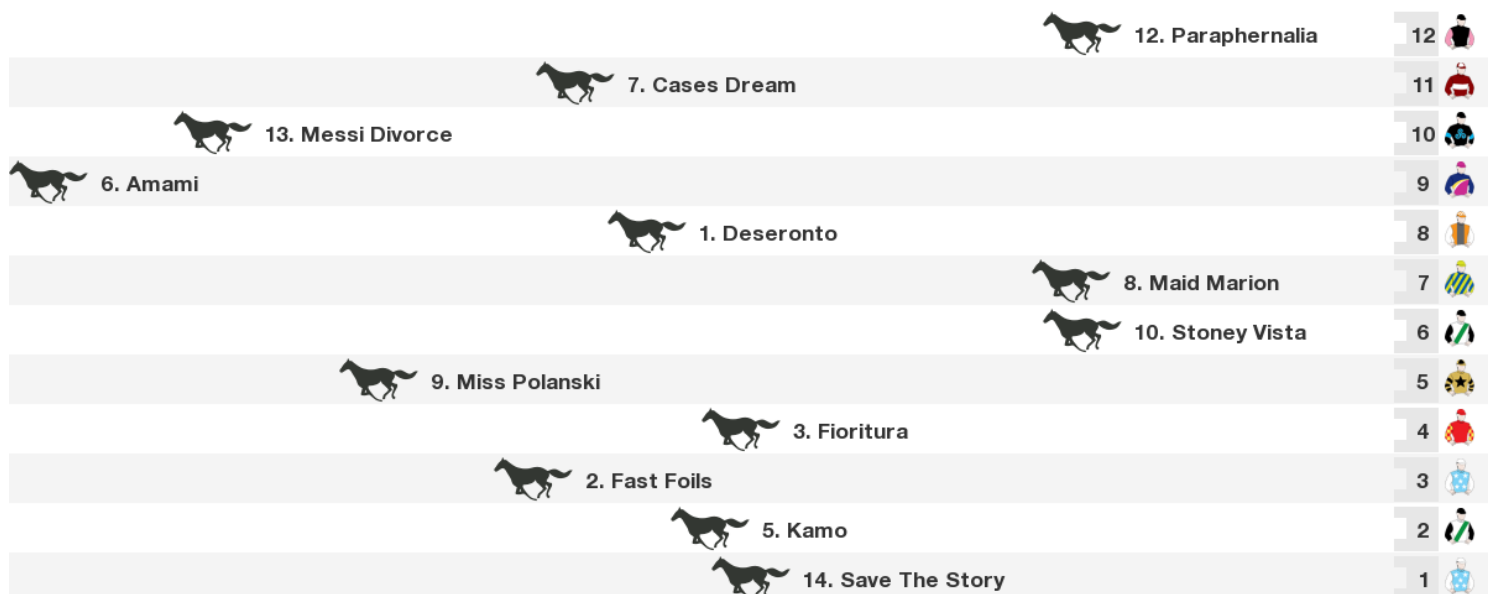 12. Paraphernalia 12
7. Cases Dream 11
13. Messi Divorce 10
6. Amami 9
1. Deseronto 8
8. Maid Marion 7
10. Stoney Vista 6
9. Miss Polanski 5
3. Fioritura 4
2. Fast Foils 3
5. Kamo 2
14. Save The Story 1